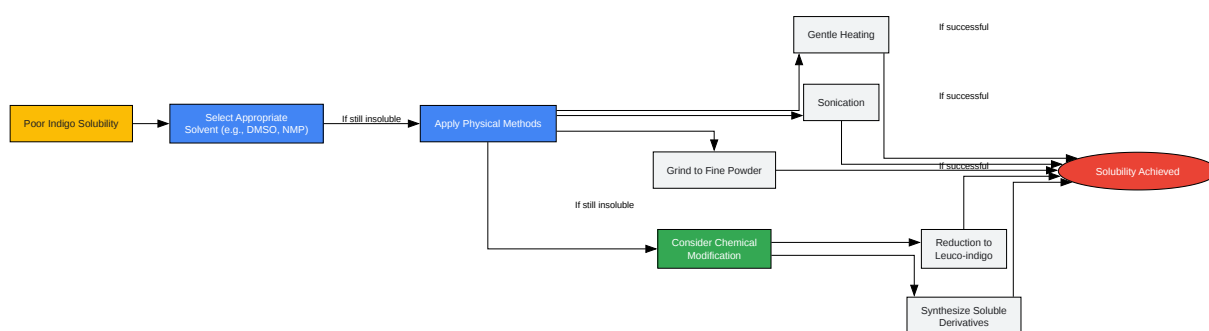 Poor Indigo Solubility
Select Appropriate
Solvent (e.g., DMSO, NMP)
If still insoluble
Apply Physical Methods
Gentle Heating
If successful
Sonication
If successful
Grind to Fine Powder
If successful
Solubility Achieved
If still insoluble
Consider Chemical
Modification
Reduction to
Leuco-indigo
Synthesize Soluble
Derivatives